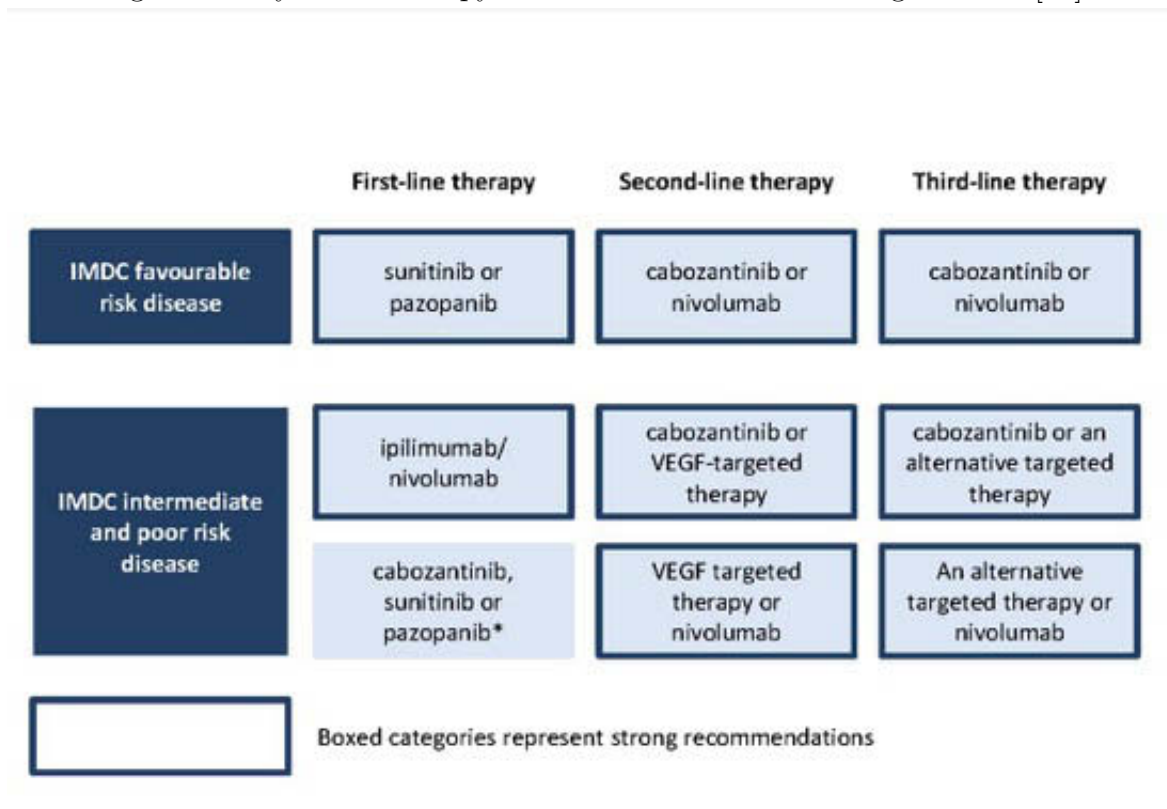 First-line therapy
Second-line therapy
Third-line therapy
IMDC favourable
risk disease
sunitinib or
pazopanib
cabozantinib or
nivolumab
cabozantinib or
nivolumab
IMDC intermediate
and poor risk
disease
ipilimumab/
nivolumab
cabozantinib or
VEGF-targeted
therapy
cabozantinib or an
alternative targeted
therapy
cabozantinib,
sunitinib or
pazopanib*
VEGF targeted
therapy or
nivolumab
An alternative
targeted therapy or
nivolumab
Boxed categories represent strong recommendations